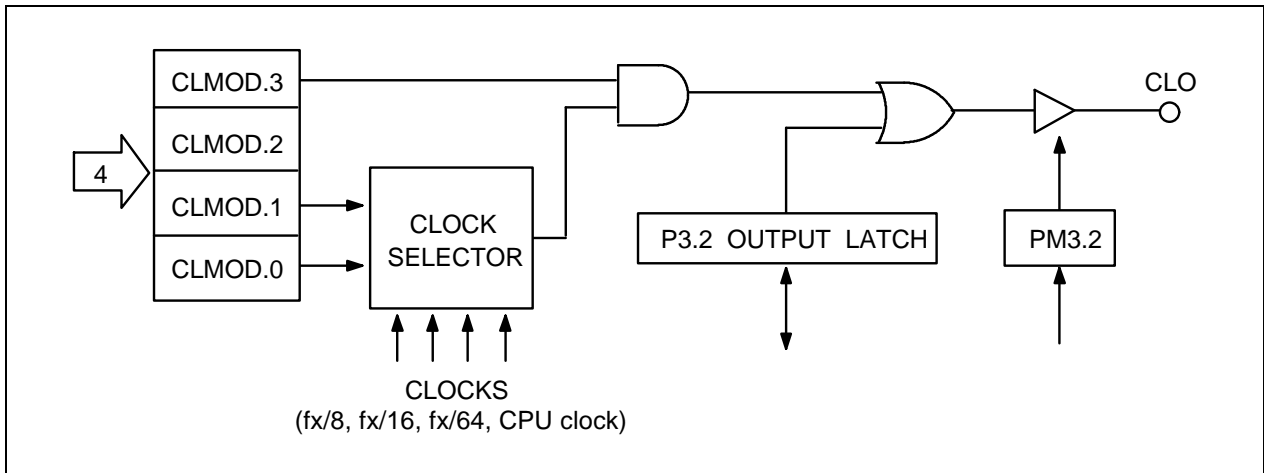 CLMOD.3
CLMOD.2
CLMOD.1
CLMOD.0
4
CLOCK
SELECTOR
CLOCKS
(fx/8, fx/16, fx/64, CPU clock)
P3.2 OUTPUT LATCH
PM3.2
CLO